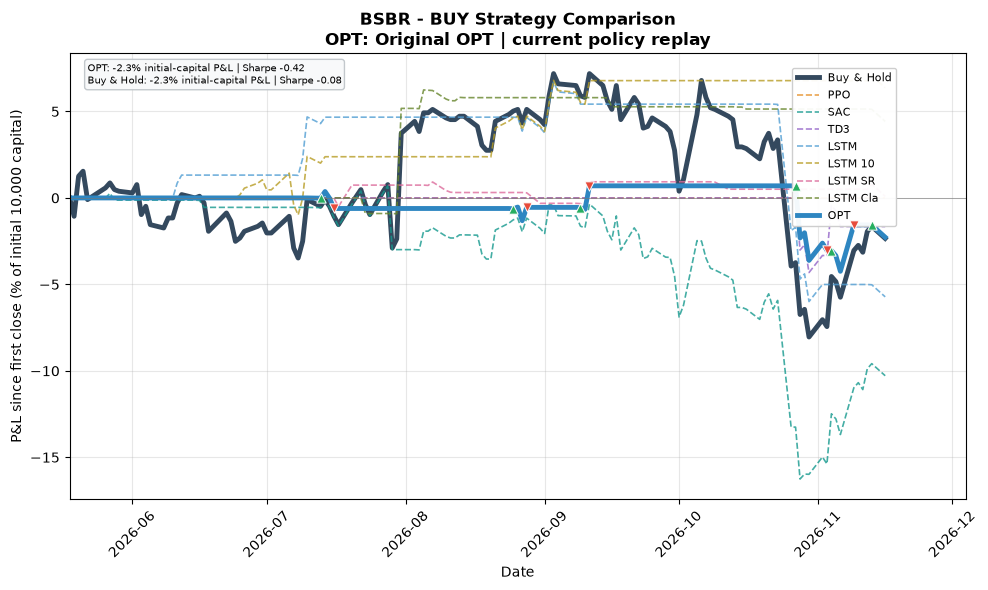 BSBR - BUY Strategy Comparison
OPT: Original OPT | current policy replay
OPT: -2.3% initial-capital P&L | Sharpe -0.42
Buy & Hold: -2.3% initial-capital P&L | Sharpe -0.08
Buy & Hold
PPO
SAC
TD3
LSTM
LSTM 10
LSTM SR
LSTM Cla
OPT
P&L since first close (% of initial 10,000 capital)
5
0
−5
−10
−15
2026-06
2026-07
2026-08
2026-09
2026-10
2026-11
2026-12
Date